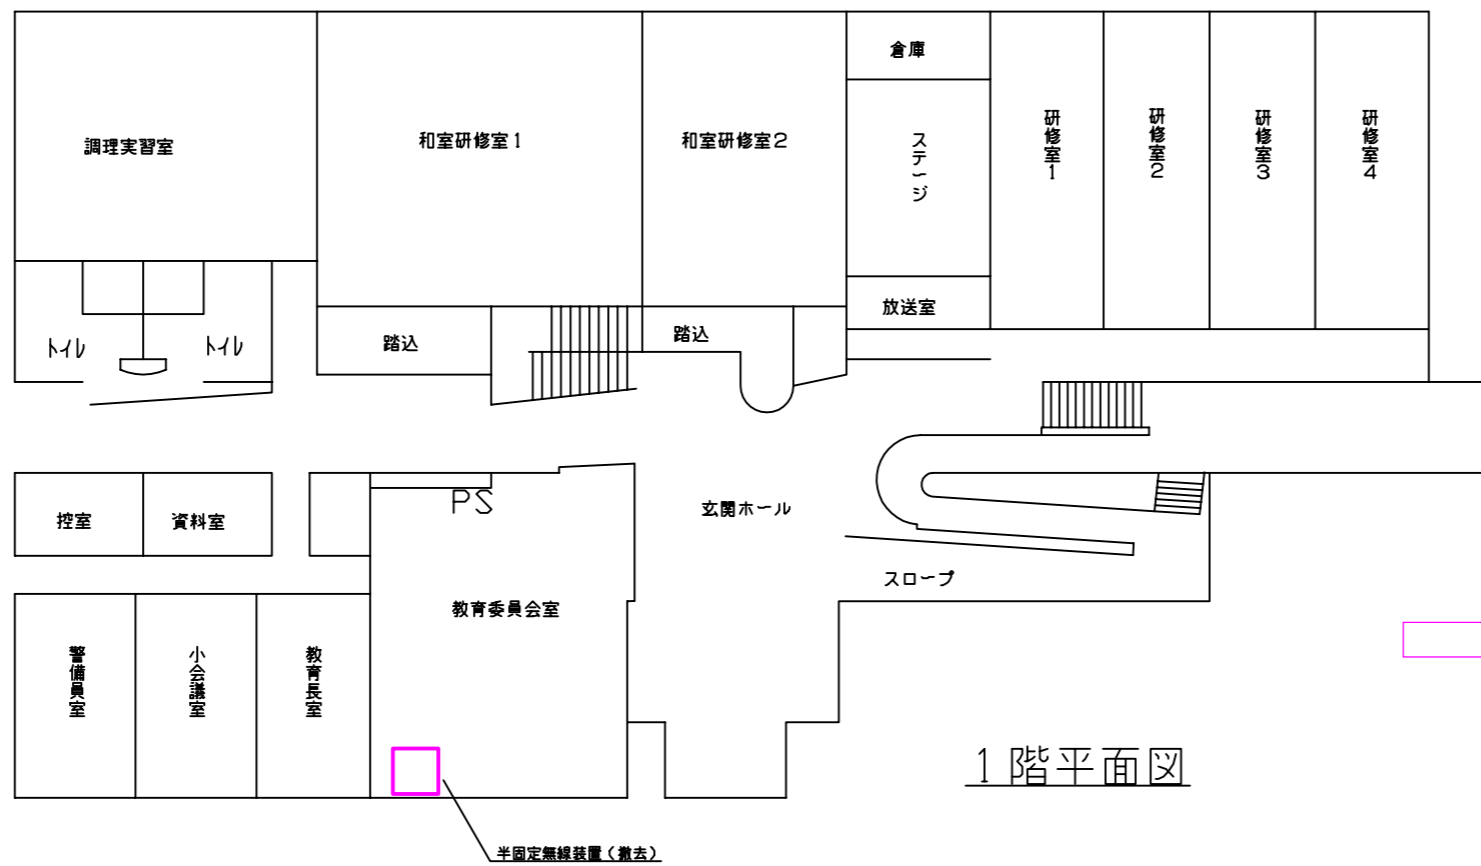 倉庫
調理実習室
和室研修室1
和室研修室2
ステージ
研修室1
研修室2
研修室3
研修室4
放送室
トイレ
トイレ
踏込
踏込
PS
控室
資料室
玄関ホール
スロープ
教育委員会室
警備員室
小会議室
教育長室
1階平面図
半固定無線装置(撤去)